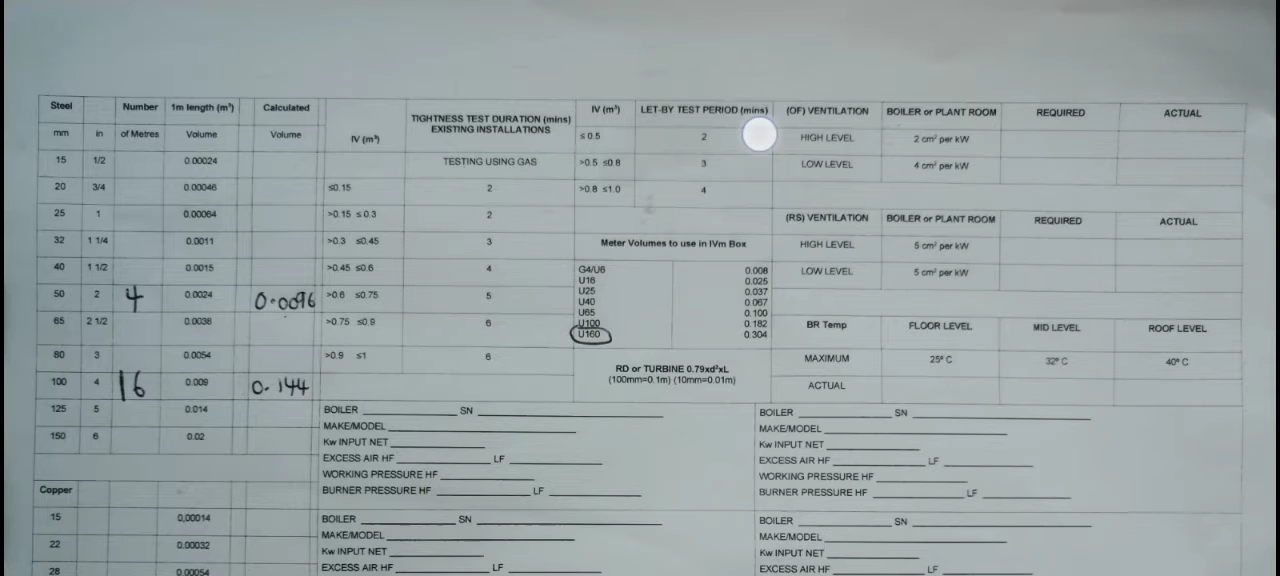 Steel Number 1m length (m³) Calculated
mm in of Metres Volume Volume
15 1/2 0.00024
20 3/4 0.00046
25 1 0.00064
32 1 1/4 0.0011
40 1 1/2 0.0015
50 2 4 0.0024 0.0096
65 2 1/2 0.0038
80 3 0.0054
100 4 16 0.009 0.144
125 5 0.014
150 6 0.02
Copper
15 0,00014
22 0.00032
28 0.00054
IV (m³) TIGHTNESS TEST DURATION (mins)
EXISTING INSTALLATIONS
TESTING USING GAS
≤0.15 2
>0.15 ≤0.3 2
>0.3 ≤0.45 3
>0.45 ≤0.6 4
>0.6 ≤0.75 5
>0.75 ≤0.9 6
>0.9 ≤1 6
IV (m³) LET-BY TEST PERIOD (mins)
≤ 0.5 2
>0.5 ≤0.8 3
>0.8 ≤1.0 4
Meter Volumes to use in IVm Box
G4/U6 0.008
U16 0.025
U25 0.037
U40 0.067
U65 0.100
U100 0.182
U160 0.304
RD or TURBINE 0.79xd²xL
(100mm=0.1m) (10mm=0.01m)
(OF) VENTILATION BOILER or PLANT ROOM REQUIRED ACTUAL
HIGH LEVEL 2 cm² per kW
LOW LEVEL 4 cm² per kW
(RS) VENTILATION BOILER or PLANT ROOM REQUIRED ACTUAL
HIGH LEVEL 5 cm² per kW
LOW LEVEL 5 cm² per kW
BR Temp FLOOR LEVEL MID LEVEL ROOF LEVEL
MAXIMUM 25º C 32º C 40º C
ACTUAL
BOILER SN
MAKE/MODEL
Kw INPUT NET
EXCESS AIR HF LF
WORKING PRESSURE HF
BURNER PRESSURE HF LF
BOILER SN
MAKE/MODEL
Kw INPUT NET
EXCESS AIR HF LF
WORKING PRESSURE HF
BURNER PRESSURE HF LF
BOILER SN
MAKE/MODEL
Kw INPUT NET
EXCESS AIR HF LF
BOILER SN
MAKE/MODEL
Kw INPUT NET
EXCESS AIR HF LF